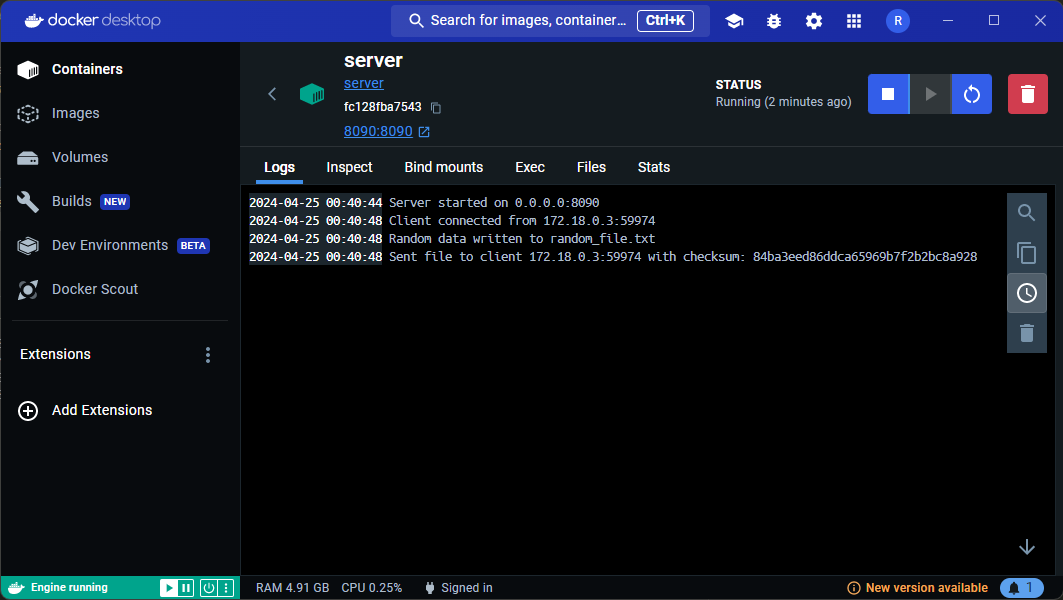 docker desktop
Search for images, container... Ctrl+K
R
Containers
Images
Volumes
Builds NEW
Dev Environments BETA
Docker Scout
Extensions
Add Extensions
server
server
fc128fba7543
8090:8090
STATUS
Running (2 minutes ago)
Logs Inspect Bind mounts Exec Files Stats
2024-04-25 00:40:44 Server started on 0.0.0.0:8090
2024-04-25 00:40:48 Client connected from 172.18.0.3:59974
2024-04-25 00:40:48 Random data written to random_file.txt
2024-04-25 00:40:48 Sent file to client 172.18.0.3:59974 with checksum: 84ba3eed86ddca65969b7f2b2bc8a928
Engine running
RAM 4.91 GB CPU 0.25% Signed in
New version available 1